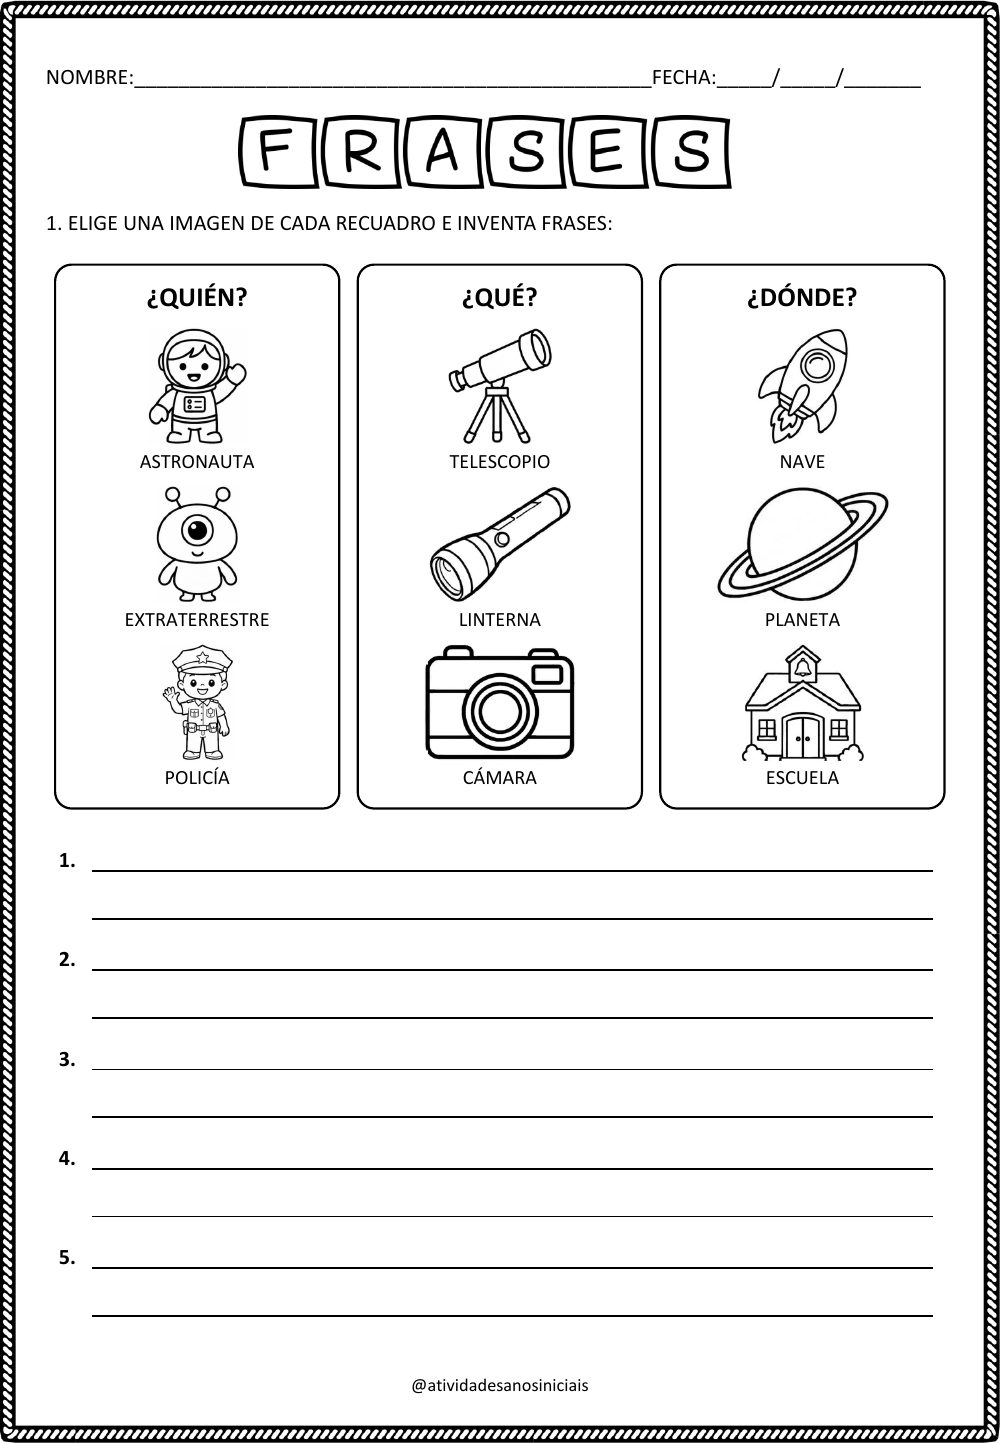 NOMBRE:_______________________________________________FECHA:_____/_____/_______
FRASES
1. ELIGE UNA IMAGEN DE CADA RECUADRO E INVENTA FRASES:
¿QUIÉN?
ASTRONAUTA
EXTRATERRESTRE
POLICÍA
¿QUÉ?
TELESCOPIO
LINTERNA
CÁMARA
¿DÓNDE?
NAVE
PLANETA
ESCUELA
1.
2.
3.
4.
5.
@atividadesanosiniciais